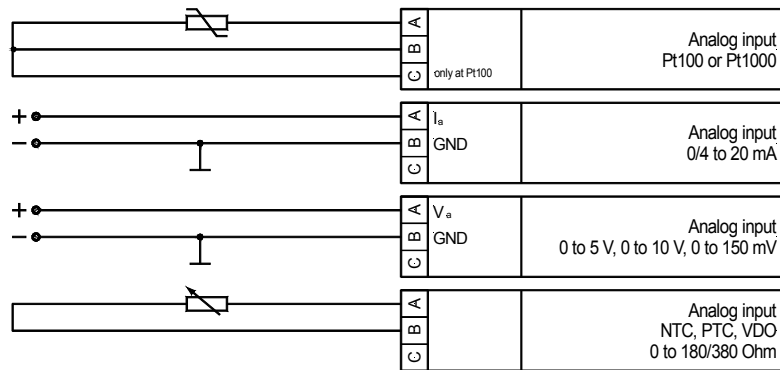 A
B
C only at Pt100
Analog input
Pt100 or Pt1000
+
A Ia
Analog input
0/4 to 20 mA
–
B GND
C
+
A Va
Analog input
0 to 5 V, 0 to 10 V, 0 to 150 mV
–
B GND
C
A
B
C
Analog input
NTC, PTC, VDO
0 to 180/380 Ohm